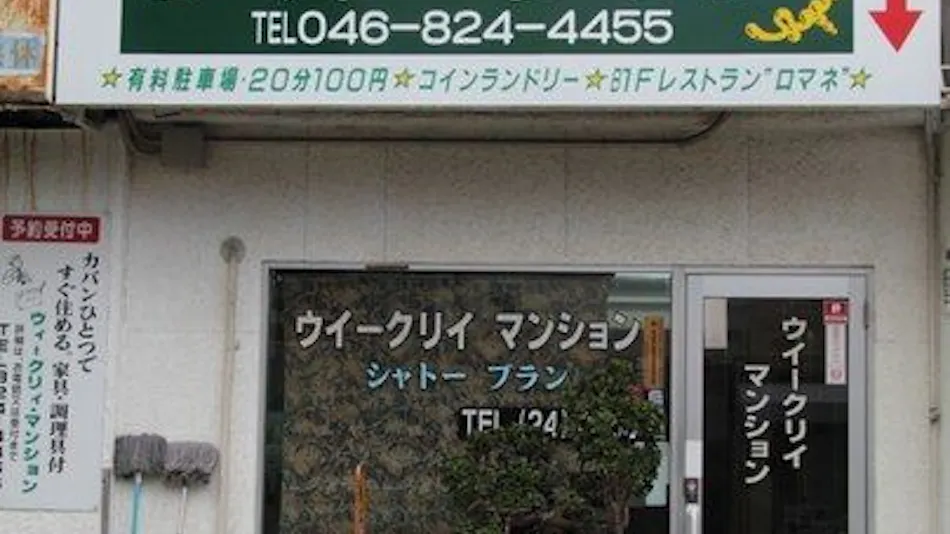 TEL046-824-4455
☆有料駐車場・20分100円☆コインランドリー☆B1Fレストラン"ロマネ"☆
予約受付中
カバンひとつで
すぐ住める。家具・調理具付
ウィークリィ・マンション
ウイークリイ マンション
シャトー ブラン
TEL (24)
ウイークリイ
マンション